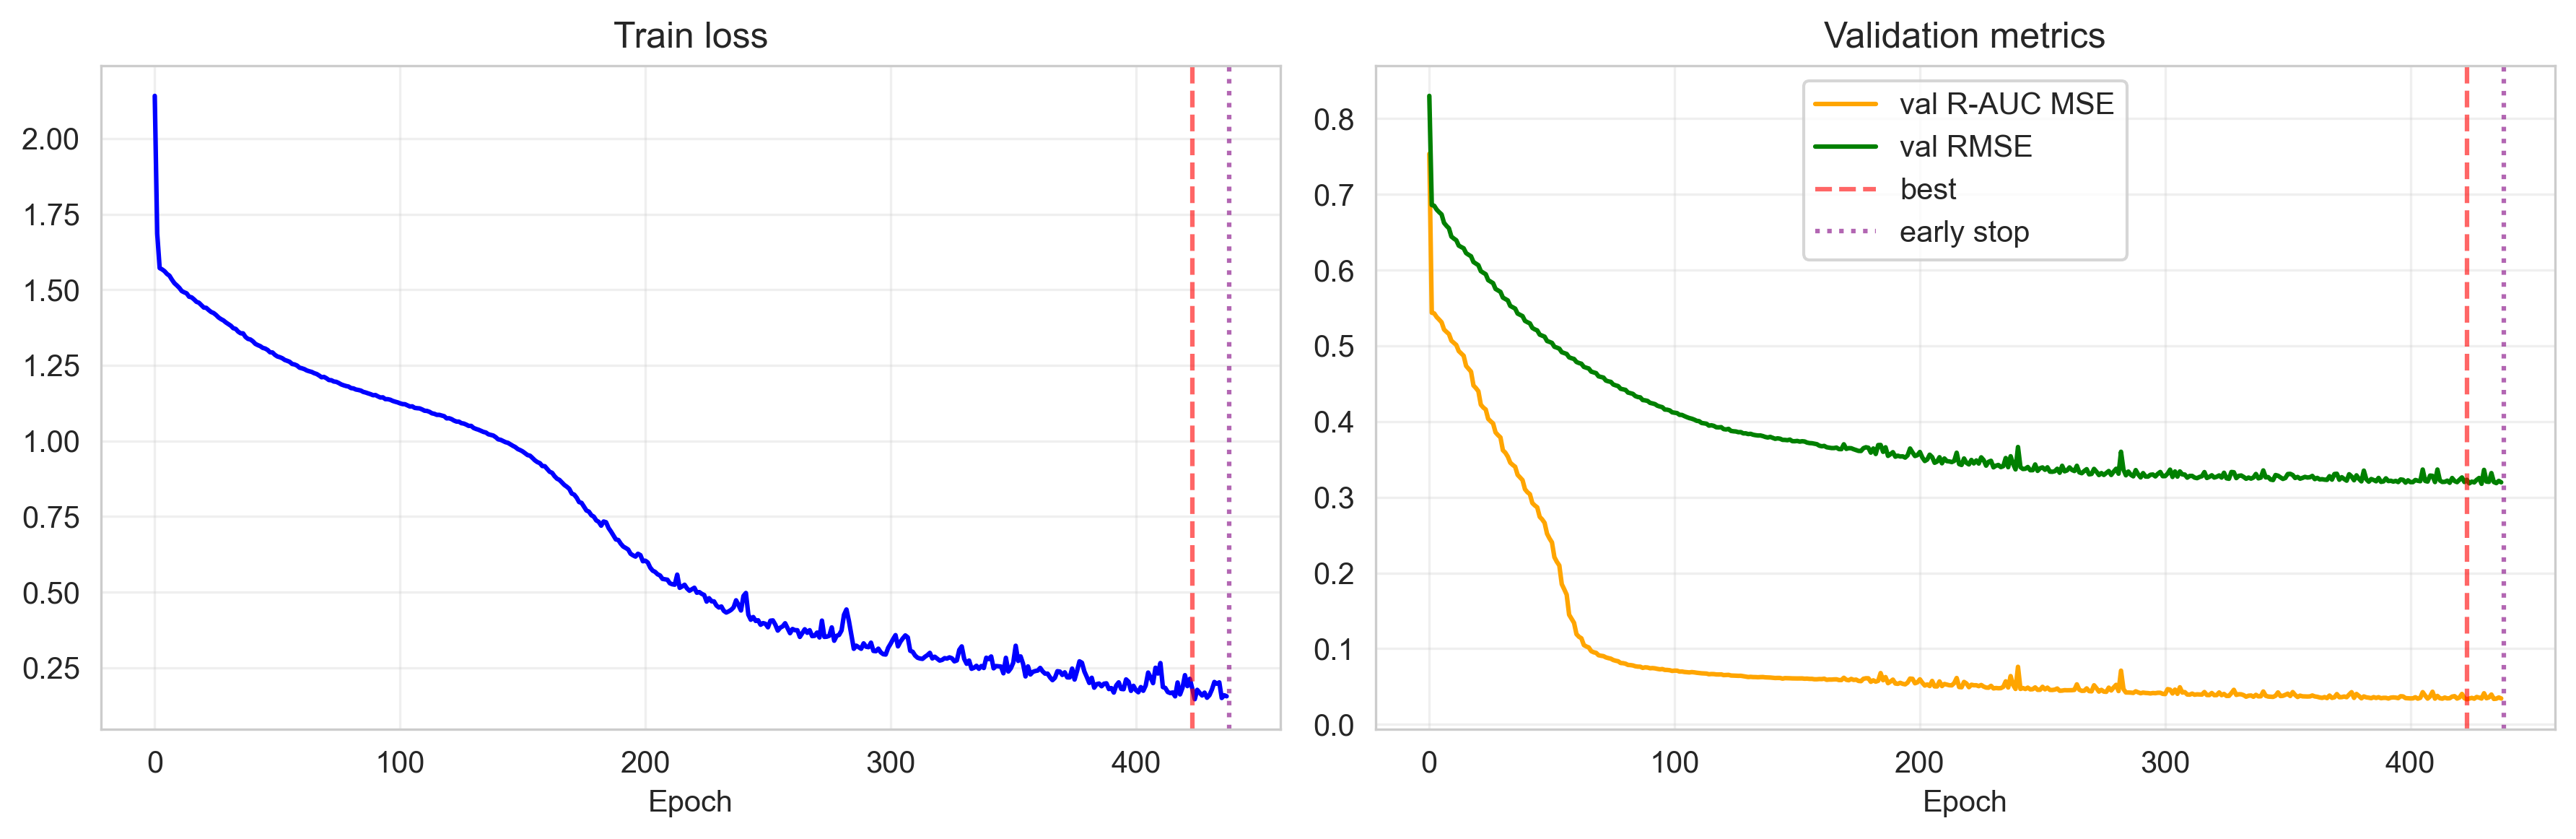 Train loss
2.00
1.75
1.50
1.25
1.00
0.75
0.50
0.25
0 100 200 300 400
Epoch
Validation metrics
0.8
0.7
0.6
0.5
0.4
0.3
0.2
0.1
0.0
val R-AUC MSE
val RMSE
best
early stop
0 100 200 300 400
Epoch